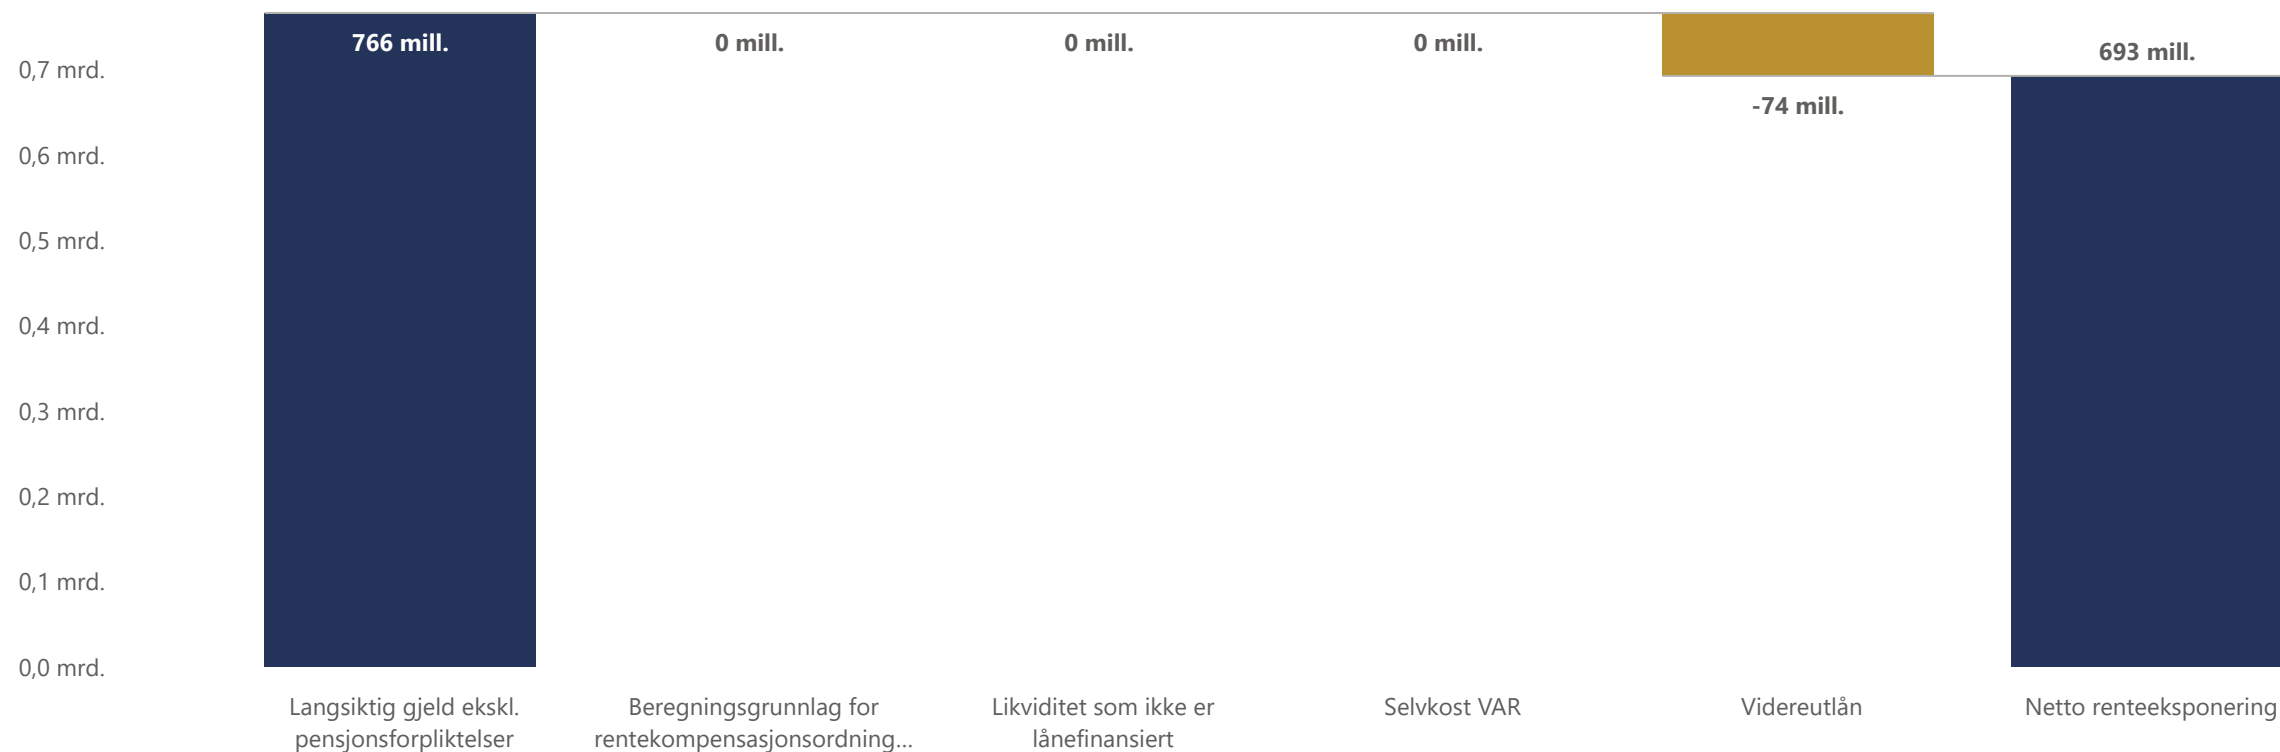 766 mill.
0 mill.
0 mill.
0 mill.
693 mill.
-74 mill.
0,7 mrd.
0,6 mrd.
0,5 mrd.
0,4 mrd.
0,3 mrd.
0,2 mrd.
0,1 mrd.
0,0 mrd.
Langsiktig gjeld ekskl.
pensjonsforpliktelser
Beregningsgrunnlag for
rentekompensasjonsordning...
Likviditet som ikke er
lånefinansiert
Selvkost VAR
Videreutlån
Netto renteeksponering